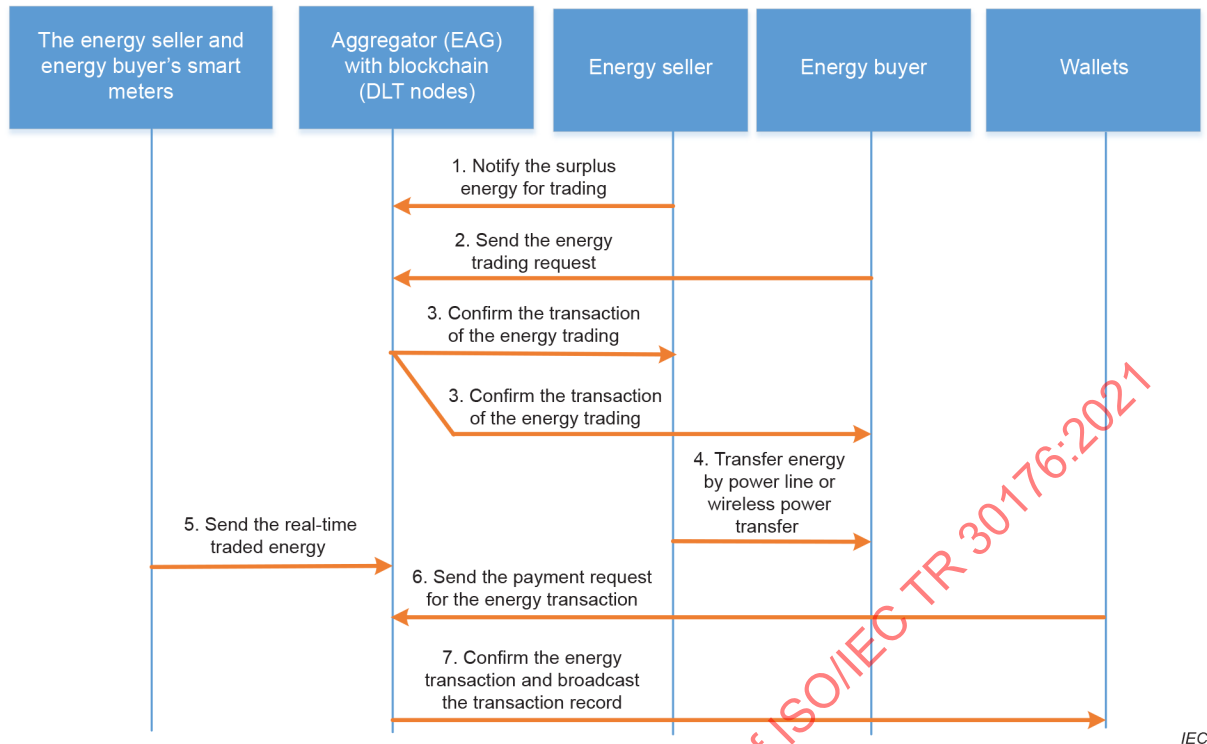 The energy seller and
energy buyer’s smart
meters
Aggregator (EAG)
with blockchain
(DLT nodes)
Energy seller
Energy buyer
Wallets
1. Notify the surplus
energy for trading
2. Send the energy
trading request
3. Confirm the transaction
of the energy trading
3. Confirm the transaction
of the energy trading
4. Transfer energy
by power line or
wireless power
transfer
5. Send the real-time
traded energy
6. Send the payment request
for the energy transaction
7. Confirm the energy
transaction and broadcast
the transaction record
ISO/IEC TR 30176:2021
IEC